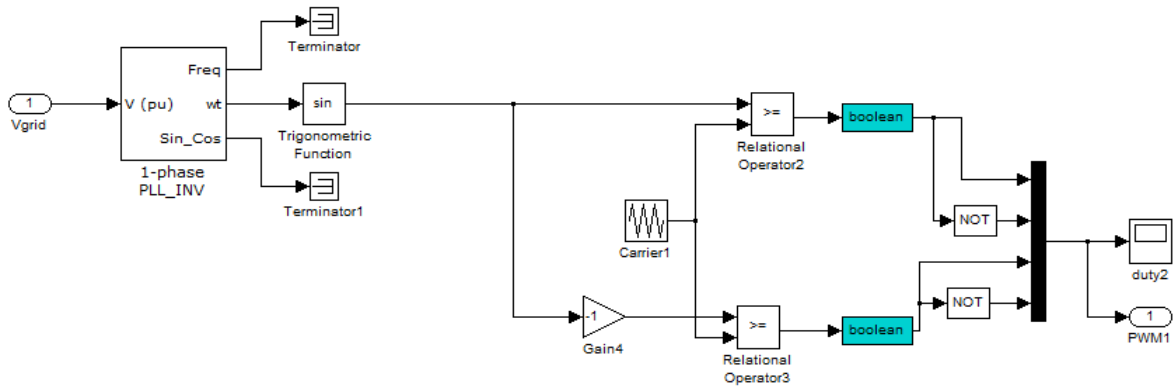 Terminator
Freq
1
V (pu)
wt
sin
>=
boolean
Vgrid
Sin_Cos
Trigonometric
Function
Relational
Operator2
1-phase
PLL_INV
Terminator1
NOT
Carrier1
duty2
-1
>=
boolean
NOT
1
Gain4
PWM1
Relational
Operator3